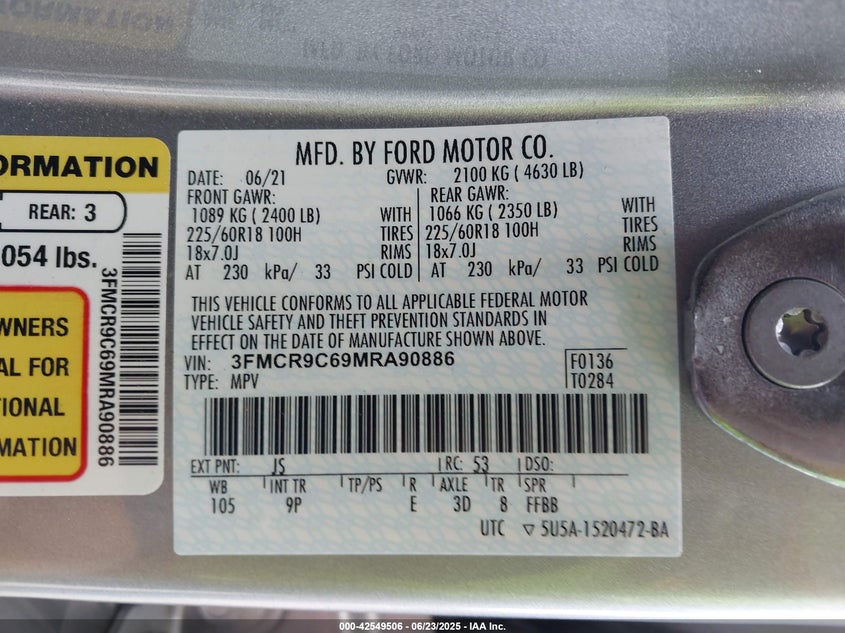 MFD. BY FORD MOTOR CO.
DATE: 06/21 GVWR: 2100 KG ( 4630 LB)
FRONT GAWR: REAR GAWR:
1089 KG ( 2400 LB) WITH 1066 KG ( 2350 LB) WITH
225/60R18 100H TIRES 225/60R18 100H TIRES
18x7.0J RIMS 18x7.0J RIMS
AT 230 kPa/ 33 PSI COLD AT 230 kPa/ 33 PSI COLD
THIS VEHICLE CONFORMS TO ALL APPLICABLE FEDERAL MOTOR
VEHICLE SAFETY AND THEFT PREVENTION STANDARDS IN
EFFECT ON THE DATE OF MANUFACTURE SHOWN ABOVE.
VIN: 3FMCR9C69MRA90886 F0136
TYPE: MPV T0284
EXT PNT: JS RC: 53 DSO:
WB INT TR TP/PS R AXLE TR SPR
105 9P E 3D 8 FFBB
UTC ▽ 5U5A-1520472-BA
ORMATION
REAR: 3
054 lbs.
3FMCR9C69MRA90886
WNERS
AL FOR
TIONAL
MATION
000-42549506 - 06/23/2025 - IAA Inc.